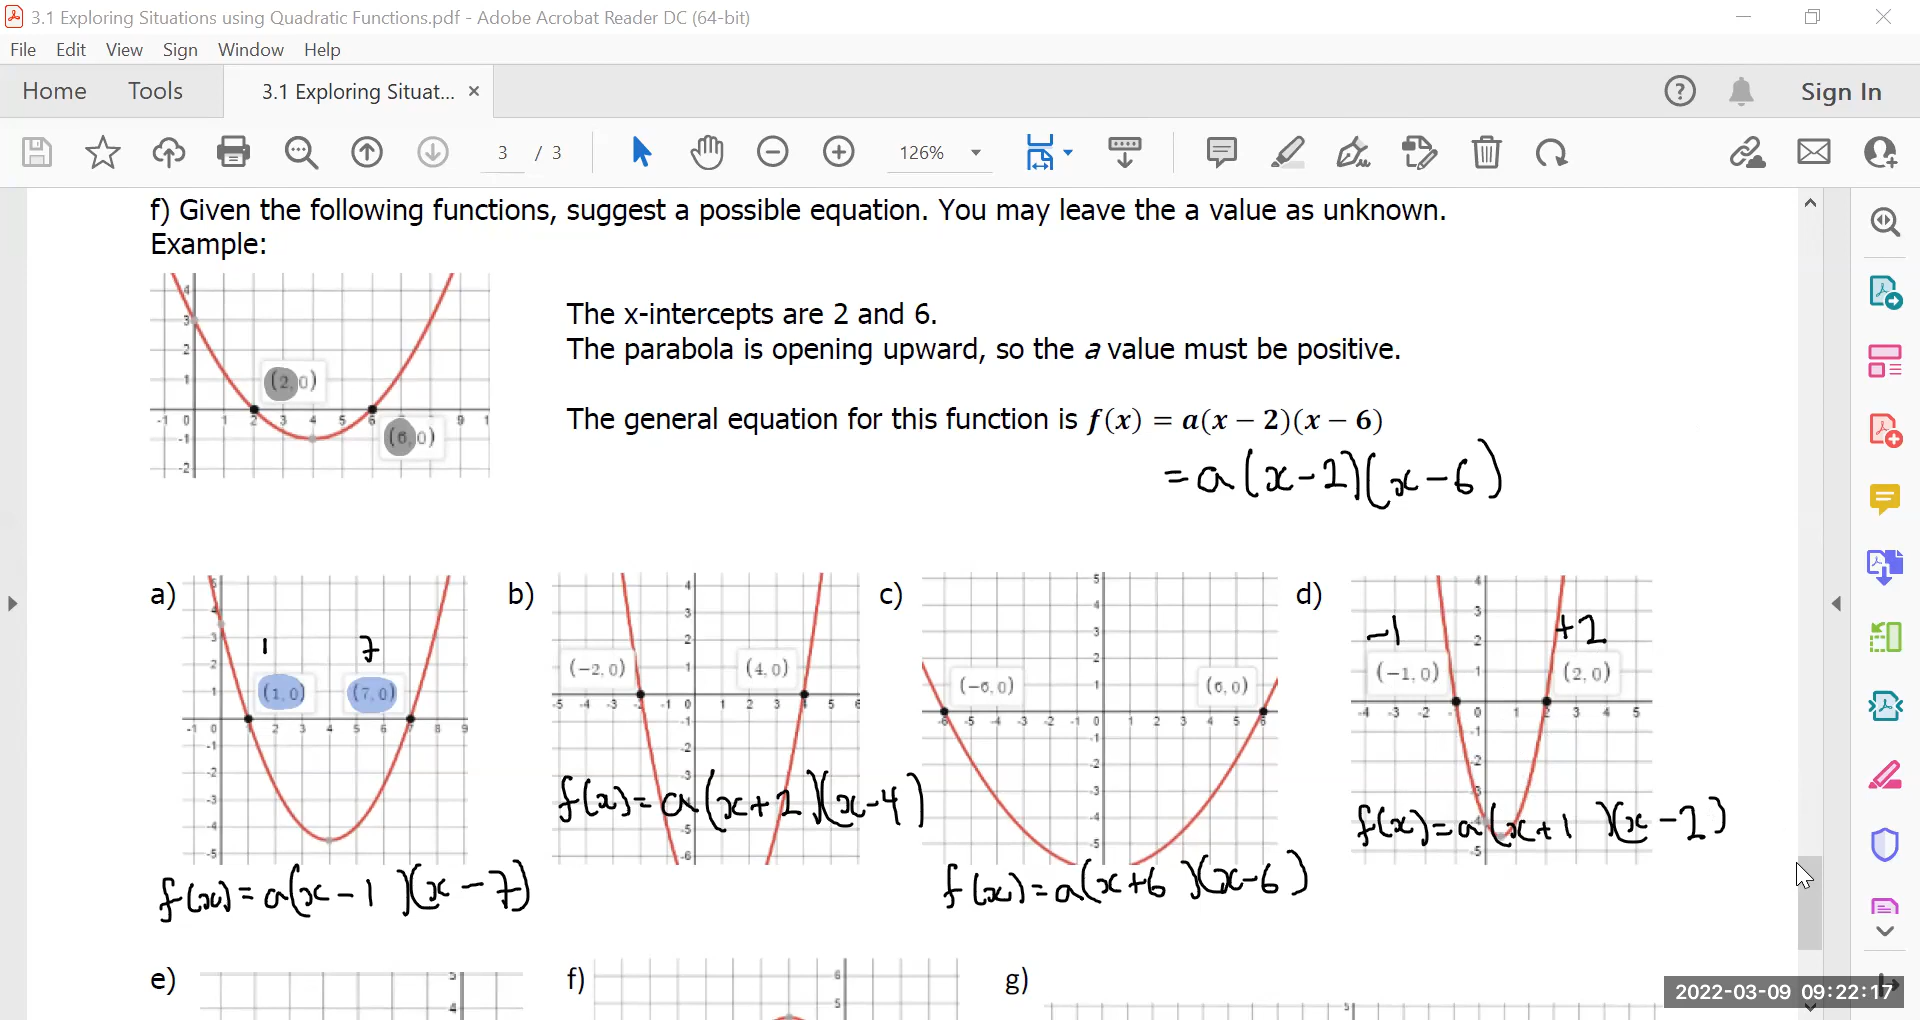 3.1 Exploring Situations using Quadratic Functions.pdf - Adobe Acrobat Reader DC (64-bit)
File Edit View Sign Window Help
Home Tools 3.1 Exploring Situat... × Sign In
3 / 3 126%
f) Given the following functions, suggest a possible equation. You may leave the a value as unknown.
Example:
The x-intercepts are 2 and 6.
The parabola is opening upward, so the a value must be positive.
The general equation for this function is f(x) = a(x − 2)(x − 6)
= a(x-2)(x-6)
(2,0)
(6,0)
a)
1 7
(1,0) (7,0)
f(x) = a(x-1)(x-7)
b)
(−2,0) (4,0)
f(x) = a(x+2)(x-4)
c)
(−6,0) (6,0)
f(x) = a(x+6)(x-6)
d)
-1 +2
(−1,0) (2,0)
f(x) = a(x+1)(x-2)
e) f) g)
2022-03-09 09:22:17